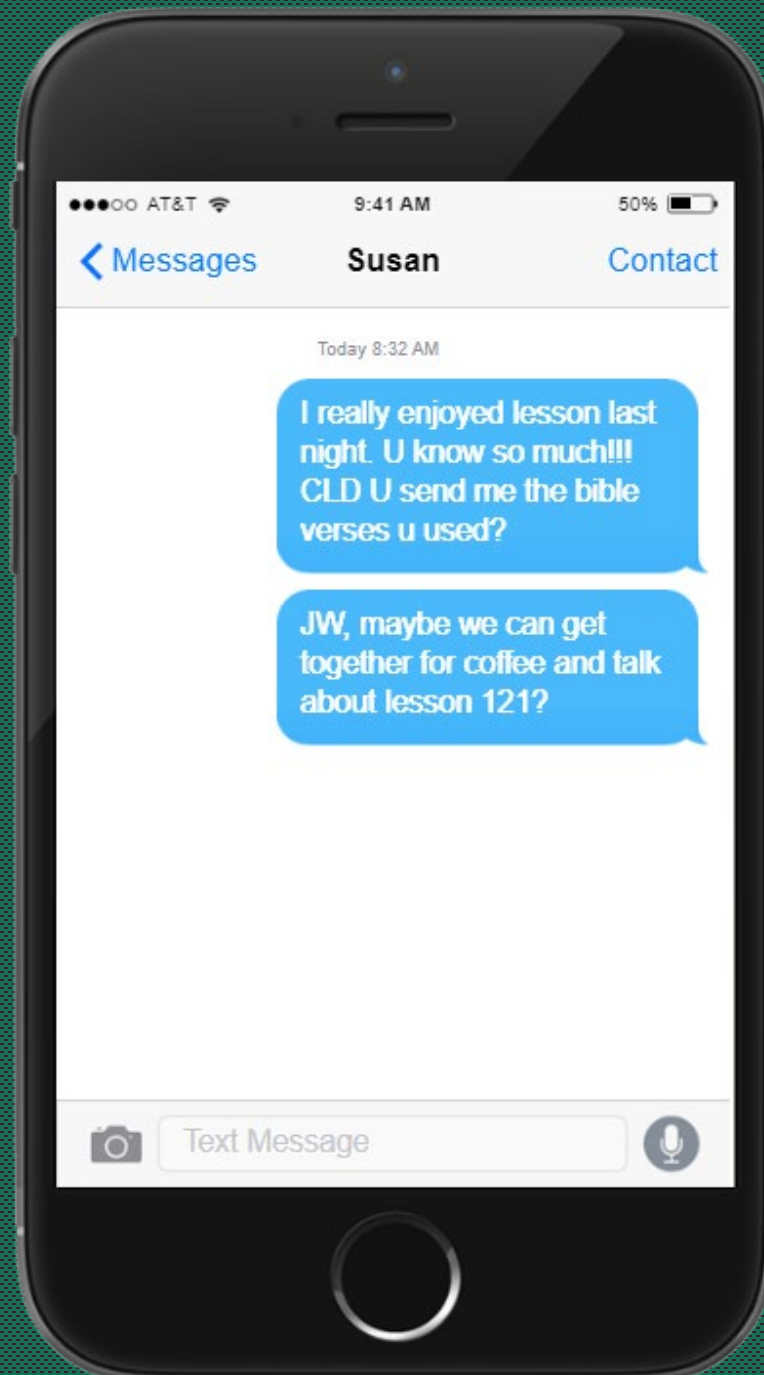 AT&T 9:41 AM 50%
Messages Susan Contact
Today 8:32 AM
I really enjoyed lesson last
night. U know so much!!!
CLD U send me the bible
verses u used?
JW, maybe we can get
together for coffee and talk
about lesson 121?
Text Message